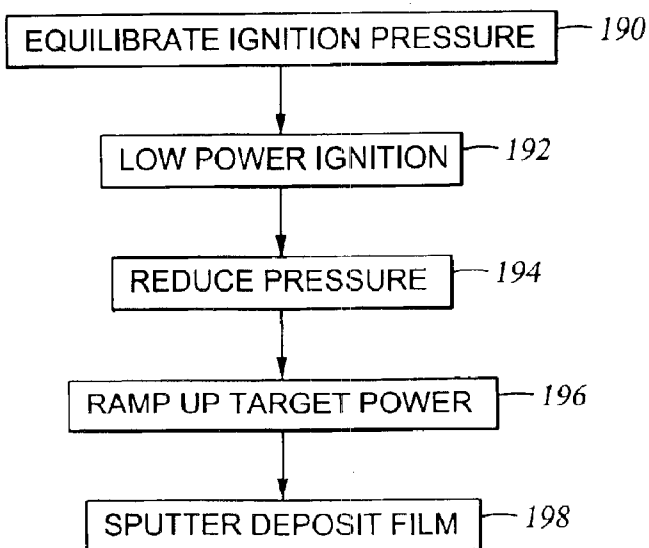 EQUILIBRATE IGNITION PRESSURE 190
LOW POWER IGNITION 192
REDUCE PRESSURE 194
RAMP UP TARGET POWER 196
SPUTTER DEPOSIT FILM 198